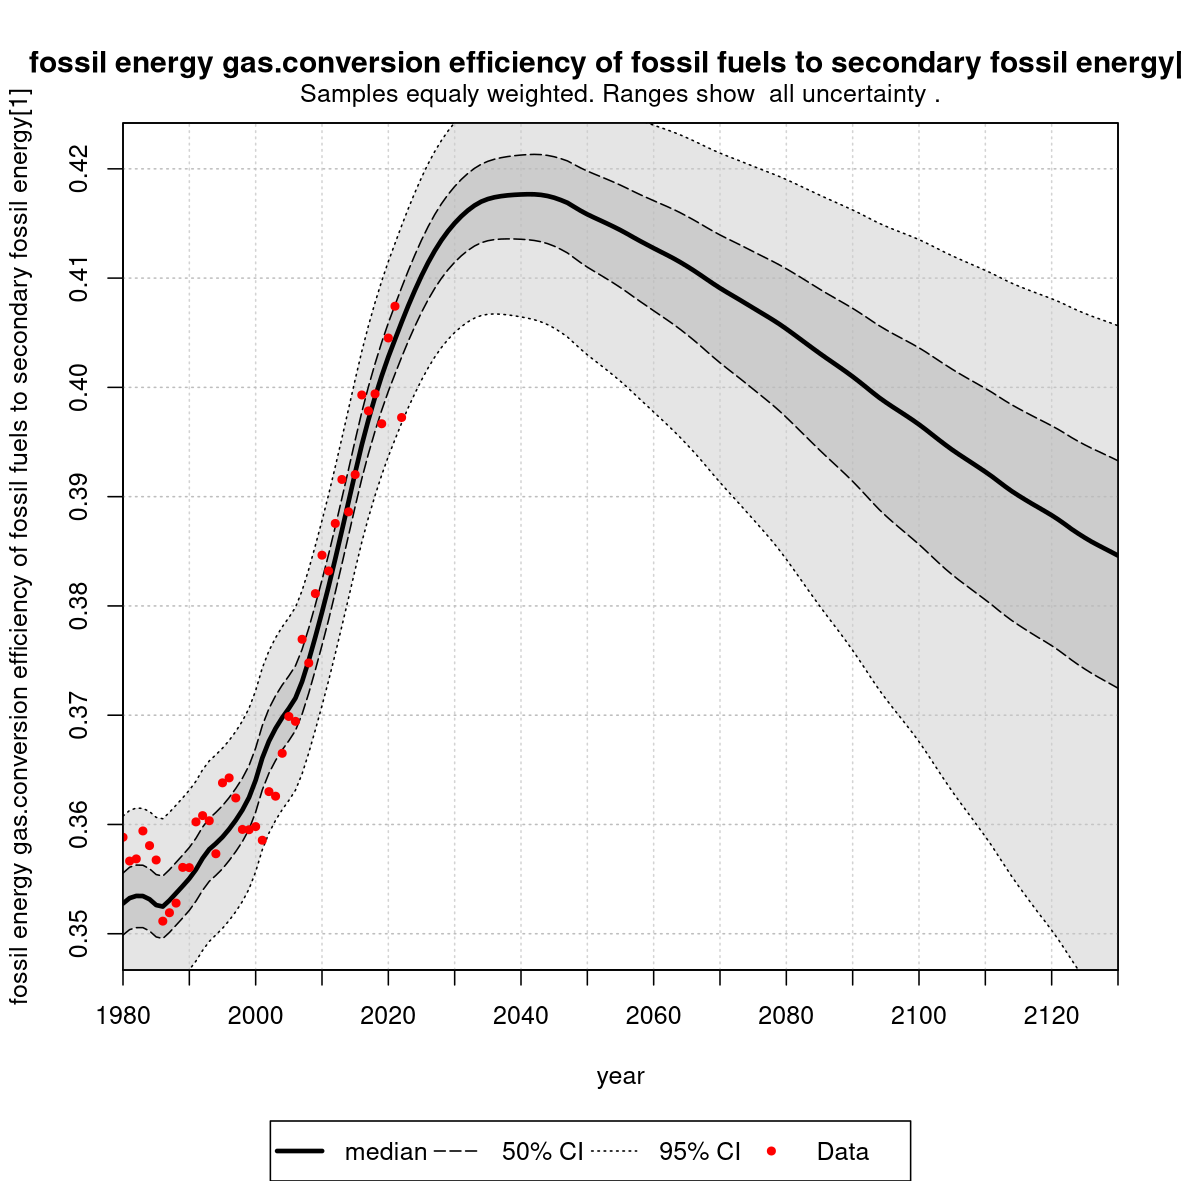 fossil energy gas.conversion efficiency of fossil fuels to secondary fossil energy[
Samples equaly weighted. Ranges show  all uncertainty .
fossil energy gas.conversion efficiency of fossil fuels to secondary fossil energy[1]
0.42
0.41
0.40
0.39
0.38
0.37
0.36
0.35
1980 2000 2020 2040 2060 2080 2100 2120
year
median 50% CI 95% CI Data